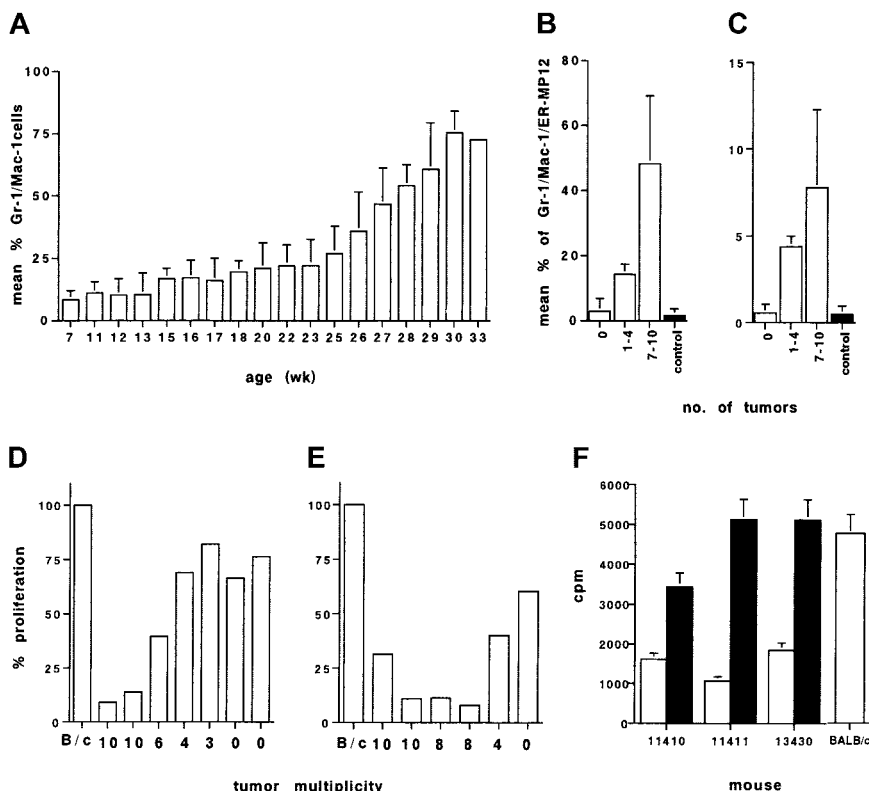 A
mean % Gr-1/Mac-1cells
100
75
50
25
0
7 11 12 13 15 16 17 18 20 22 23 25 26 27 28 29 30 33
age (wk)
B
mean % of Gr-1/Mac-1/ER-MP12
80
60
40
20
0
0 1-4 7-10 control
C
15
10
5
0
0 1-4 7-10 control
no. of tumors
D
% proliferation
100
75
50
25
0
B/c 10 10 6 4 3 0 0
E
100
75
50
25
0
B/c 10 10 8 8 4 0
tumor multiplicity
F
cpm
6000
5000
4000
3000
2000
1000
0
11410 11411 13430 BALB/c
mouse